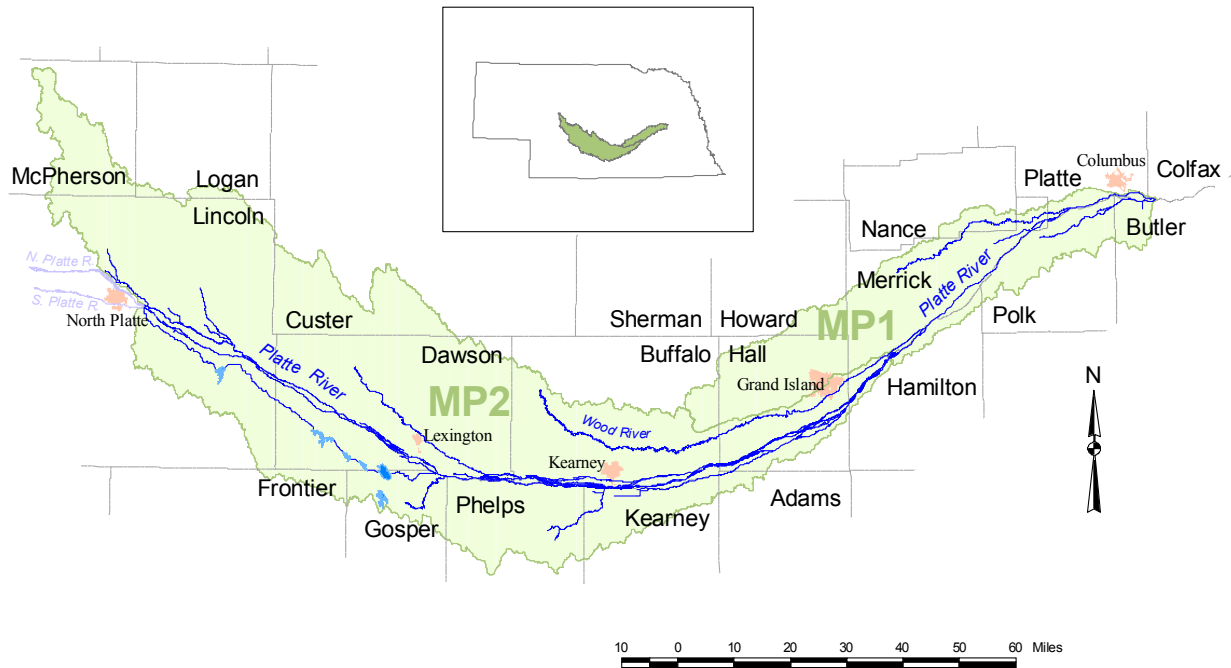 Columbus
Platte
Colfax
McPherson
Logan
Lincoln
Nance
Butler
N. Platte R.
S. Platte R.
North Platte
Merrick
Platte River
Custer
Sherman
Howard
MP1
Polk
Platte River
Dawson
Buffalo
Hall
Grand Island
Hamilton
N
MP2
Wood River
Lexington
Kearney
Frontier
Phelps
Adams
Gosper
Kearney
10 0 10 20 30 40 50 60 Miles